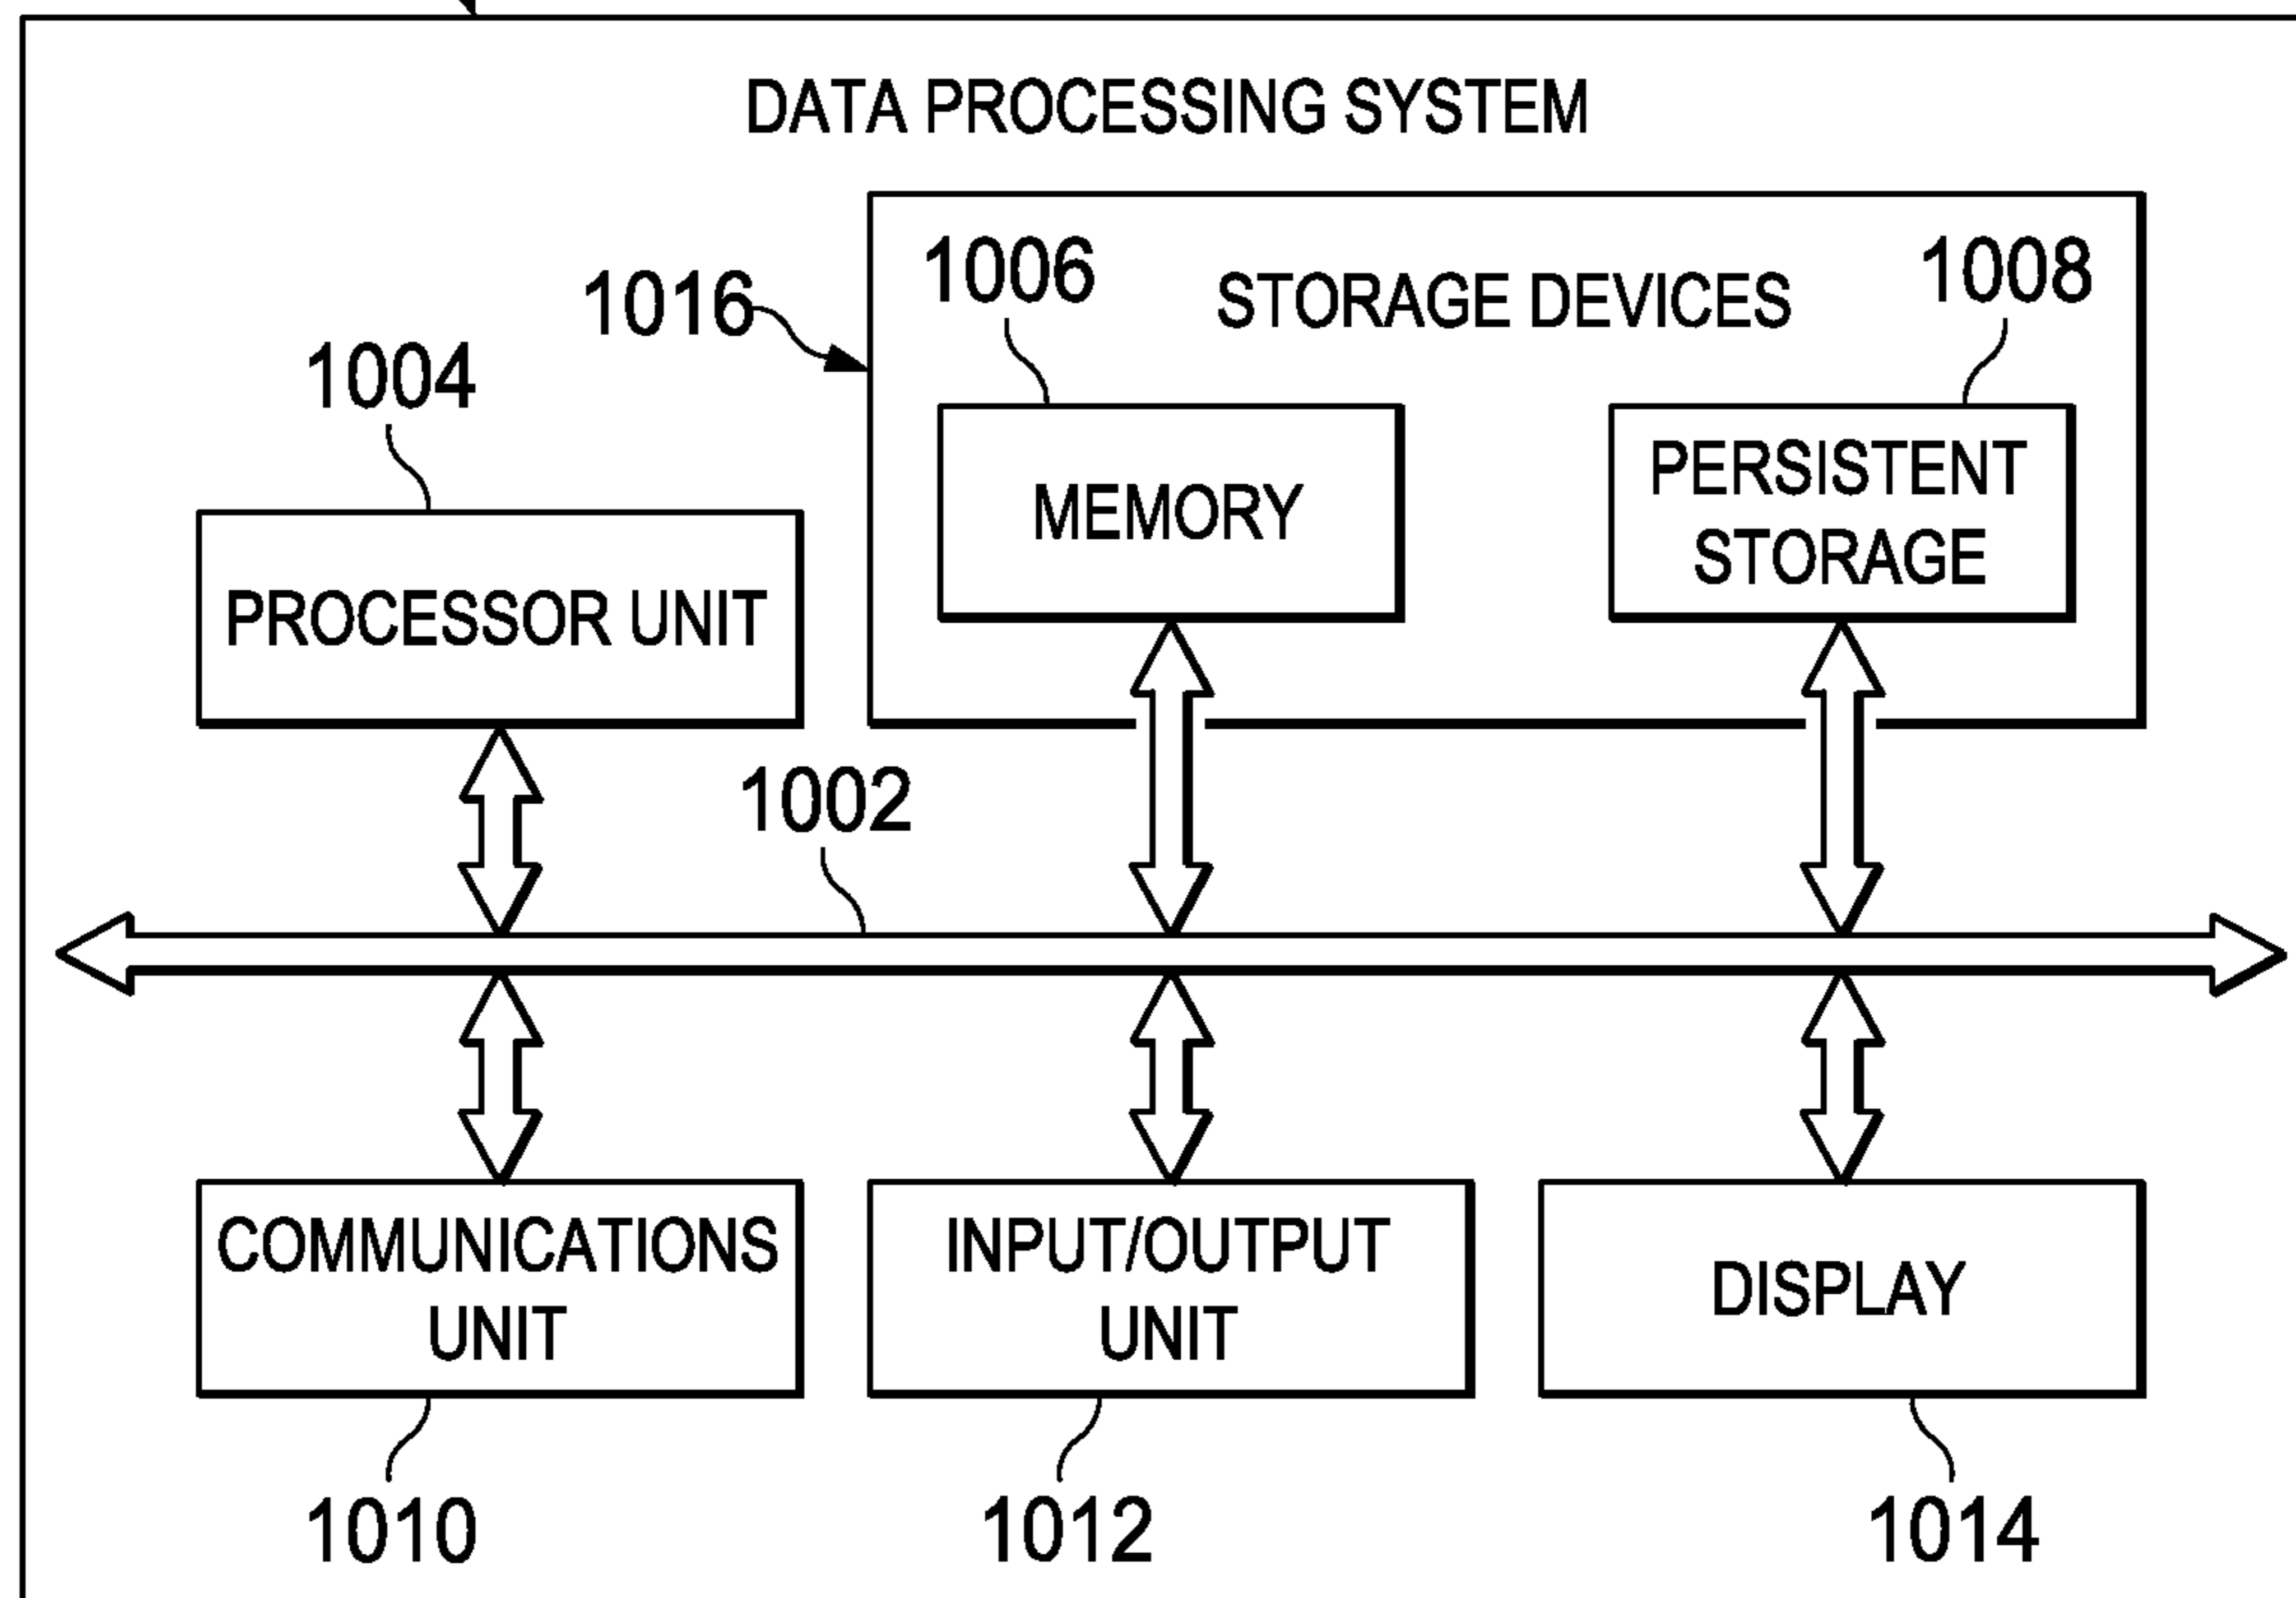 DATA PROCESSING SYSTEM
1016
1006
STORAGE DEVICES
1008
1004
MEMORY
PERSISTENT
STORAGE
PROCESSOR UNIT
1002
COMMUNICATIONS
UNIT
INPUT/OUTPUT
UNIT
DISPLAY
1010
1012
1014